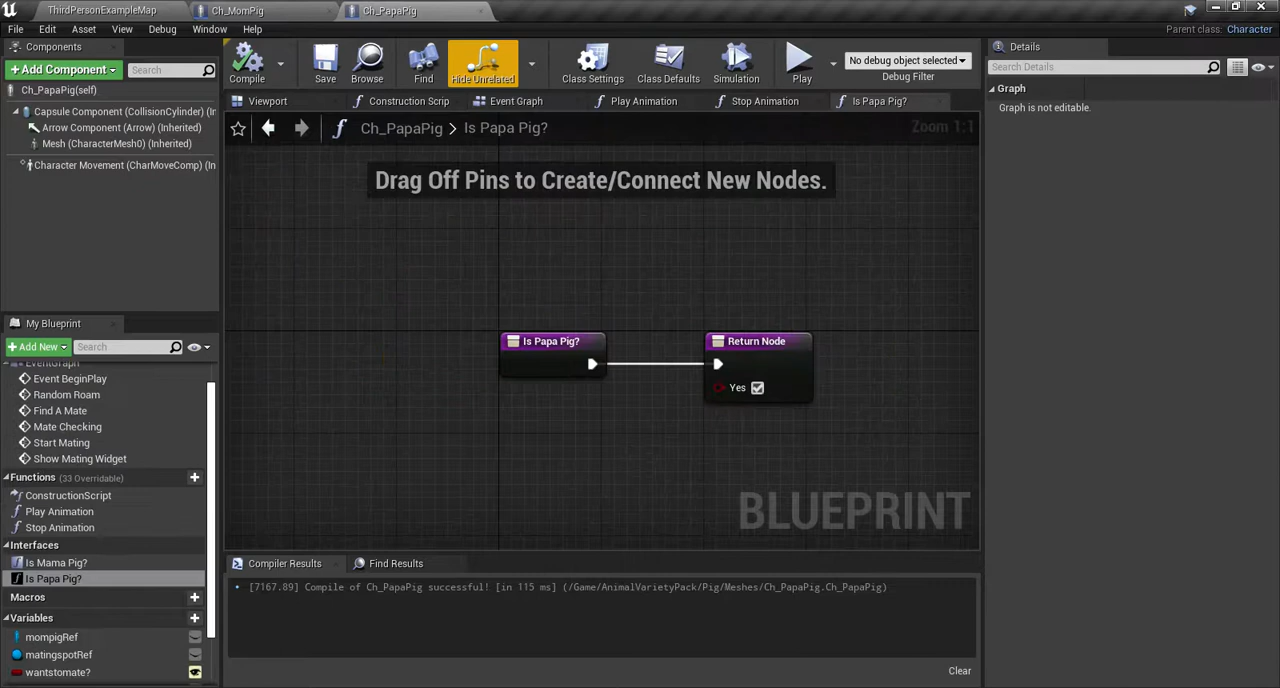 ThirdPersonExampleMap
Ch_MomPig
Ch_PapaPig
File Edit Asset View Debug Window Help
Parent class: Character
Components
+Add Component
Search
Ch_PapaPig(self)
Capsule Component (CollisionCylinder) (In
Arrow Component (Arrow) (Inherited)
Mesh (CharacterMesh0) (Inherited)
Character Movement (CharMoveComp) (In
Compile
Save
Browse
Find
Hide Unrelated
Class Settings
Class Defaults
Simulation
Play
No debug object selected
Debug Filter
Viewport
Construction Scrip
Event Graph
Play Animation
Stop Animation
Is Papa Pig?
Ch_PapaPig > Is Papa Pig?
Zoom 1:1
Drag Off Pins to Create/Connect New Nodes.
Is Papa Pig?
Return Node
Yes
BLUEPRINT
Details
Search Details
Graph
Graph is not editable.
My Blueprint
+Add New
Search
EventGraph
Event BeginPlay
Random Roam
Find A Mate
Mate Checking
Start Mating
Show Mating Widget
Functions (33 Overridable)
ConstructionScript
Play Animation
Stop Animation
Interfaces
Is Mama Pig?
Is Papa Pig?
Macros
Variables
mompigRef
matingspotRef
wantstomate?
Compiler Results
Find Results
[7167.89] Compile of Ch_PapaPig successful! [in 115 ms] (/Game/AnimalVarietyPack/Pig/Meshes/Ch_PapaPig.Ch_PapaPig)
Clear